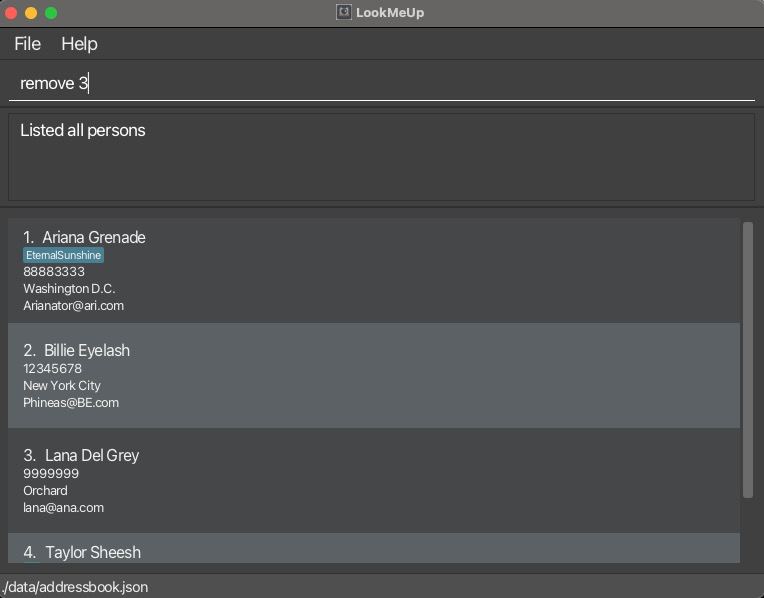 LookMeUp
File Help
remove 3
Listed all persons
1. Ariana Grenade
EternalSunshine
88883333
Washington D.C.
Arianator@ari.com
2. Billie Eyelash
12345678
New York City
Phineas@BE.com
3. Lana Del Grey
9999999
Orchard
lana@ana.com
4. Taylor Sheesh
./data/addressbook.json